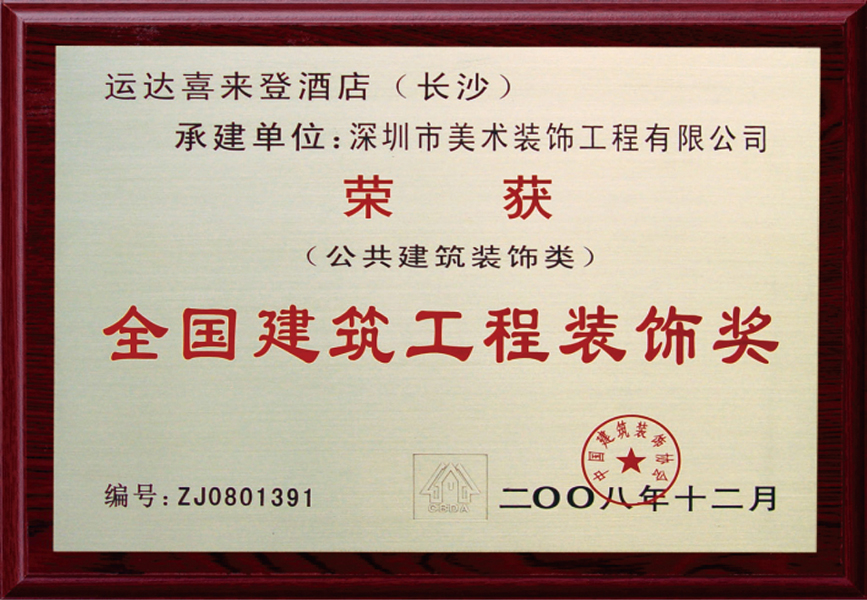 运达喜来登酒店（长沙）
承建单位：深圳市美术装饰工程有限公司
荣 获
（公共建筑装饰类）
全国建筑工程装饰奖
中国建筑装饰协会
编号：ZJ0801391
CBDA
二〇〇八年十二月